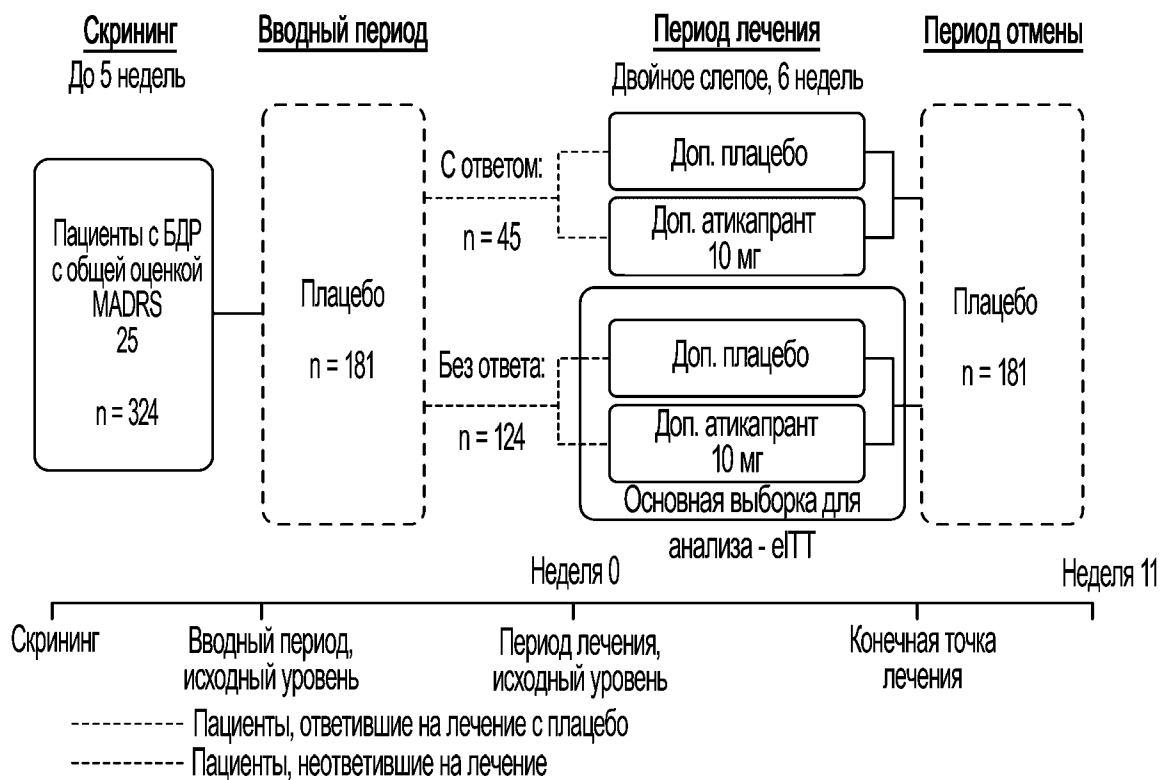 Скрининг
До 5 недель
Вводный период
Период лечения
Двойное слепое, 6 недель
Период отмены
Пациенты с БДР
с общей оценкой
MADRS
25
n = 324
Плацебо
n = 181
С ответом:
n = 45
Без ответа:
n = 124
Доп. плацебо
Доп. атикапрант
10 мг
Доп. плацебо
Доп. атикапрант
10 мг
Основная выборка для
анализа - eITT
Плацебо
n = 181
Неделя 0
Неделя 11
Скрининг
Вводный период,
исходный уровень
Период лечения,
исходный уровень
Конечная точка
лечения
Пациенты, ответившие на лечение с плацебо
Пациенты, неответившие на лечение